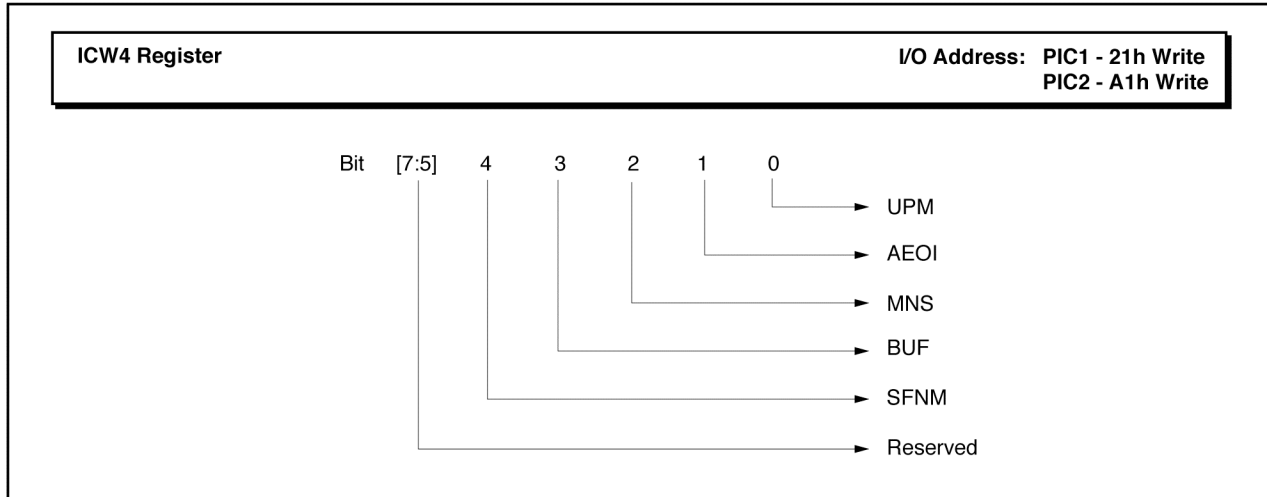 ICW4 Register
I/O Address: PIC1 - 21h Write
PIC2 - A1h Write
Bit [7:5] 4 3 2 1 0
UPM
AEOI
MNS
BUF
SFNM
Reserved